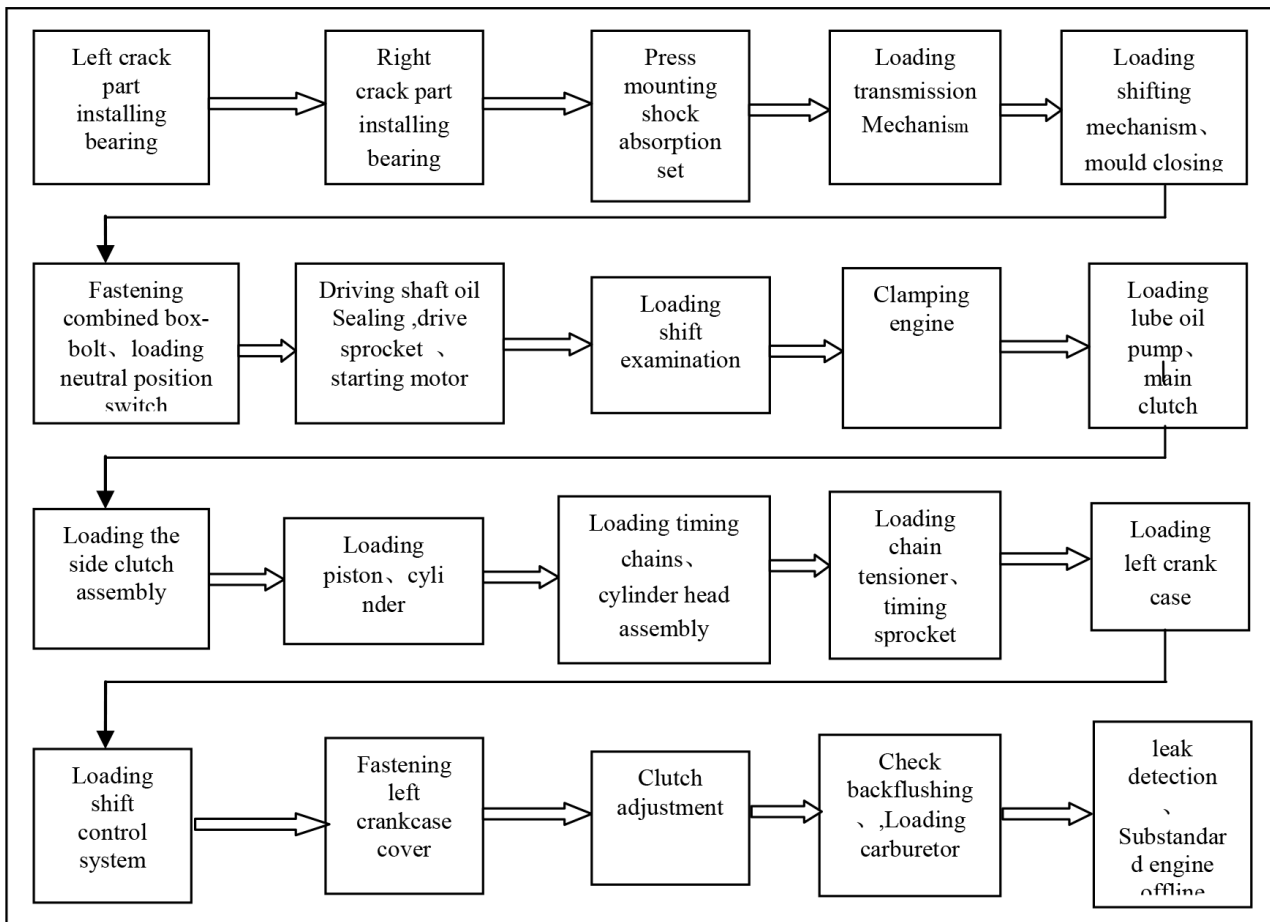 Left crack
part
installing
bearing
Right
crack part
installing
bearing
Press
mounting
shock
absorption
set
Loading
transmission
Mechanism
Loading
shifting
mechanism、
mould closing
Fastening
combined box-
bolt、loading
neutral position
switch
Driving shaft oil
Sealing ,drive
sprocket 、
starting motor
Loading
shift
examination
Clamping
engine
Loading
lube oil
pump、
main
clutch
Loading the
side clutch
assembly
Loading
piston、cyli
nder
Loading timing
chains、
cylinder head
assembly
Loading
chain
tensioner、
timing
sprocket
Loading
left crank
case
Loading
shift
control
system
Fastening
left
crankcase
cover
Clutch
adjustment
Check
backflushing
、,Loading
carburetor
leak
detection
、
Substandar
d engine
offline